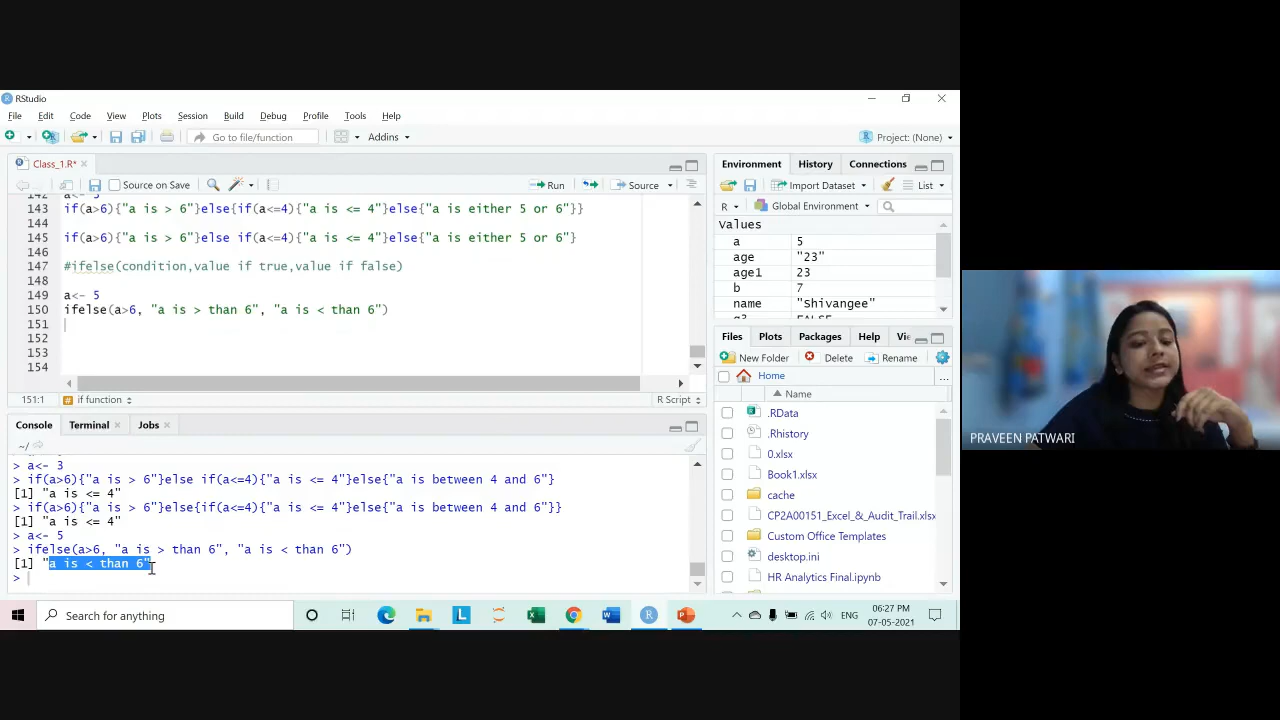 RStudio
File Edit Code View Plots Session Build Debug Profile Tools Help
Go to file/function Addins Project: (None)
Class_1.R*
Source on Save Run Source
142 a<- 5
143 if(a>6){"a is > 6"}else{if(a<=4){"a is <= 4"}else{"a is either 5 or 6"}}
144
145 if(a>6){"a is > 6"}else if(a<=4){"a is <= 4"}else{"a is either 5 or 6"}
146
147 #ifelse(condition,value if true,value if false)
148
149 a<- 5
150 ifelse(a>6, "a is > than 6", "a is < than 6")
151
152
153
154
151:1 # if function R Script
Console Terminal Jobs
~/
> a<- 3
> if(a>6){"a is > 6"}else if(a<=4){"a is <= 4"}else{"a is between 4 and 6"}
[1] "a is <= 4"
> if(a>6){"a is > 6"}else{if(a<=4){"a is <= 4"}else{"a is between 4 and 6"}}
[1] "a is <= 4"
> a<- 5
> ifelse(a>6, "a is > than 6", "a is < than 6")
[1] "a is < than 6"
>
Environment History Connections
Import Dataset List
R Global Environment
Values
a 5
age "23"
age1 23
b 7
name "Shivangee"
FALSE
Files Plots Packages Help Vi
New Folder Delete Rename
Home
Name
.RData
.Rhistory
0.xlsx
Book1.xlsx
cache
CP2A00151_Excel_&_Audit_Trail.xlsx
Custom Office Templates
desktop.ini
HR Analytics Final.ipynb
Search for anything
ENG
06:27 PM
07-05-2021
PRAVEEN PATWARI